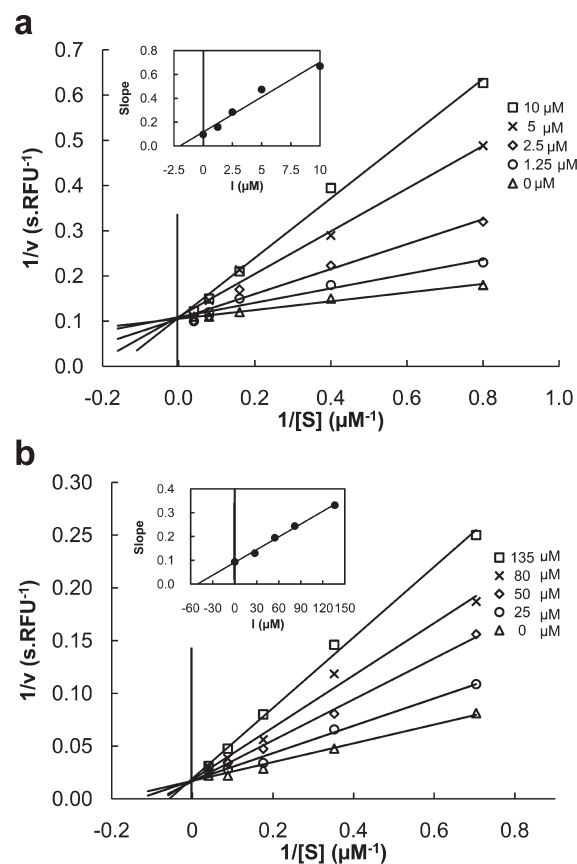 a
0.7
0.6
0.5
0.4
0.3
0.2
0.1
0.0
1/v (s.RFU-1)
-0.2 0.0 0.2 0.4 0.6 0.8 1.0
1/[S] (µM-1)
0.8
0.6
0.4
0.2
0.0
Slope
-2.5 0 2.5 5 7.5 10
I (µM)
10 µM
5 µM
2.5 µM
1.25 µM
0 µM
b
0.30
0.25
0.20
0.15
0.10
0.05
0.00
1/v (s.RFU-1)
-0.2 0 0.2 0.4 0.6 0.8
1/[S] (µM-1)
0.4
0.3
0.2
0.1
0.0
Slope
-60 -30 0 30 60 90 120 150
I (µM)
135 µM
80 µM
50 µM
25 µM
0 µM